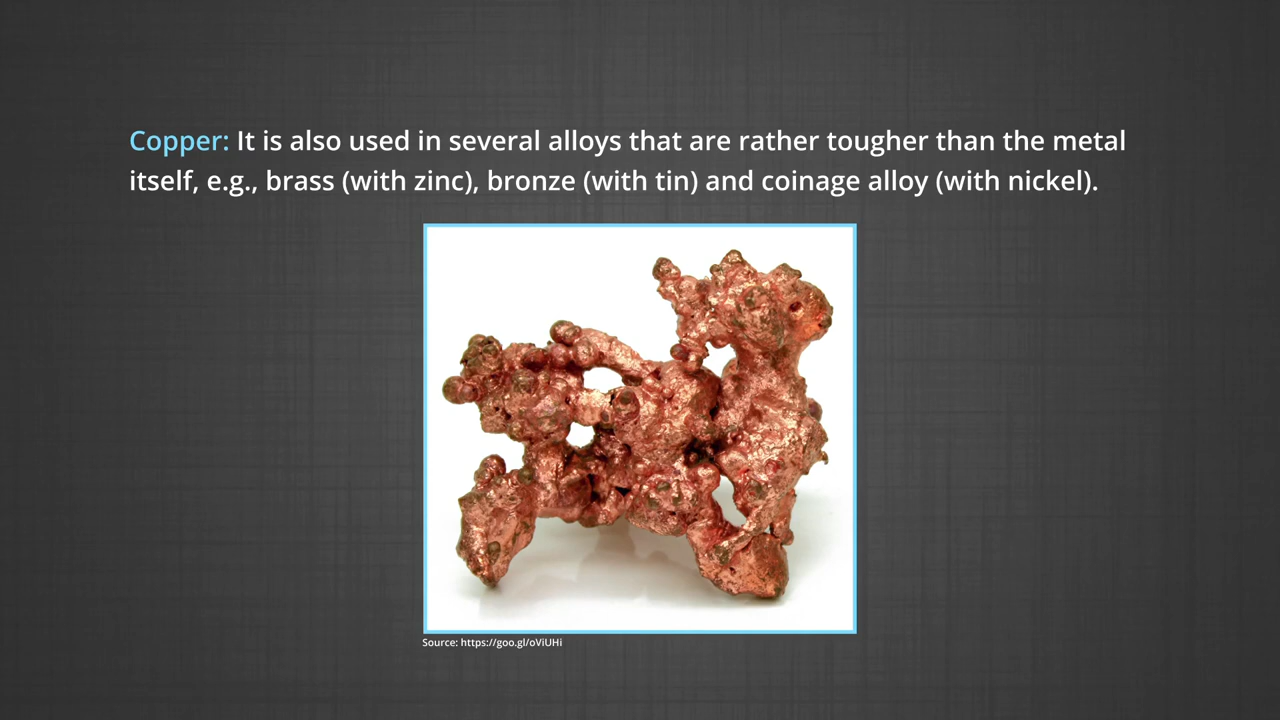 Copper: It is also used in several alloys that are rather tougher than the metal
itself, e.g., brass (with zinc), bronze (with tin) and coinage alloy (with nickel).
Source: https://goo.gl/oViUHi